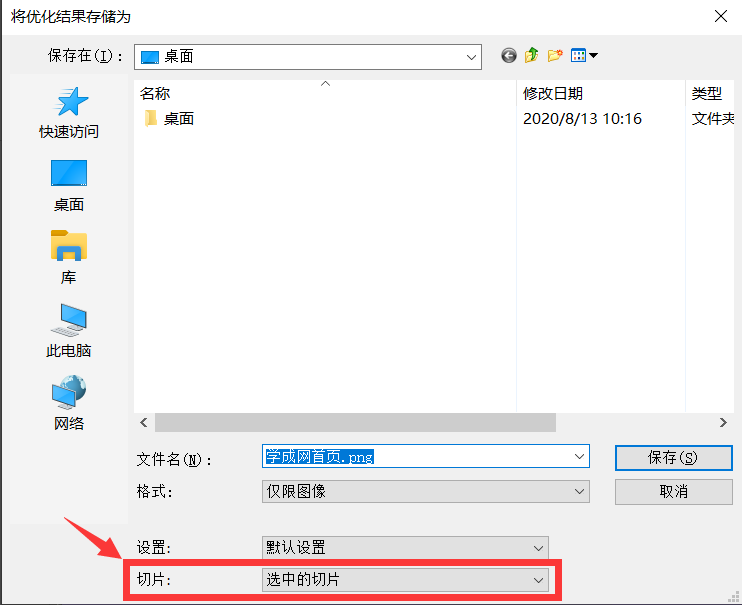 将优化结果存储为
保存在(I)：
桌面
名称
修改日期
类型
桌面
2020/8/13 10:16
文件夹
快速访问
桌面
库
此电脑
网络
文件名(N)：
学成网首页.png
保存(S)
格式：
仅限图像
取消
设置：
默认设置
切片：
选中的切片